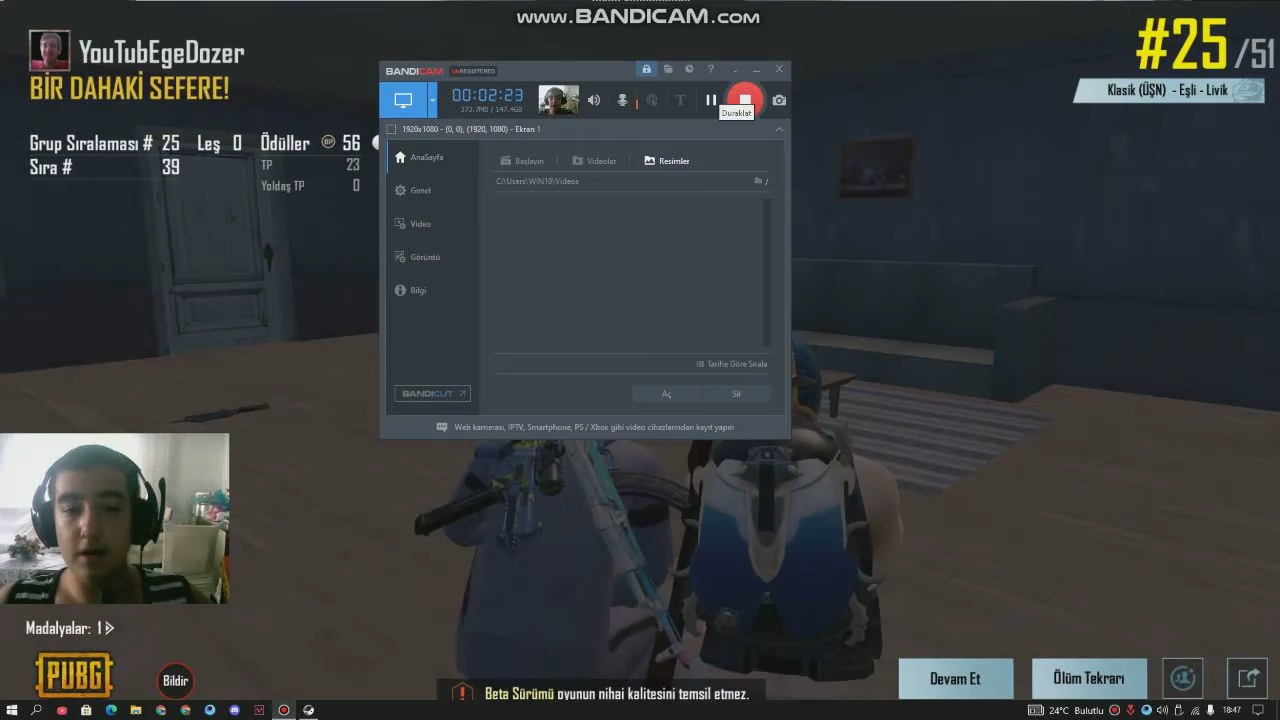 www.BANDICAM.com
YouTubEgeDozer
BİR DAHAKİ SEFERE!
#25/51
Klasik (ÜŞN) - Eşli - Livik
Grup Sıralaması # 25 Leş 0 Ödüller BP 56
Sıra # 39
TP 23
Yoldaş TP 0
BANDICAM UNREGISTERED
00:02:23
373.7MB / 147.4GB
Duraklat
1920x1080 - (0, 0), (1920, 1080) - Ekran 1
AnaSayfa
Genel
Video
Görüntü
Bilgi
Başlayın Videolar Resimler
C:\Users\WIN10\Videos
Tarihe Göre Sırala
BANDICUT
Aç Sil
Web kamerası, IPTV, Smartphone, PS / Xbox gibi video cihazlarından kayıt yapın
Madalyalar: 1
PUBG
Bildir
Beta Sürümü oyunun nihai kalitesini temsil etmez.
Devam Et
Ölüm Tekrarı
24°C Bulutlu
18:47